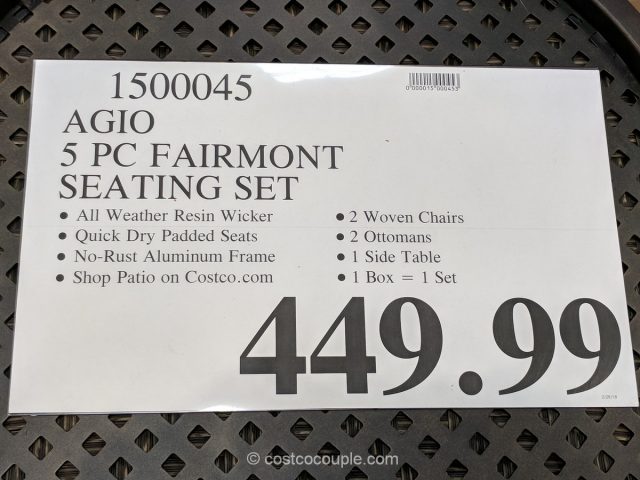 1500045
AGIO
5 PC FAIRMONT
SEATING SET
● All Weather Resin Wicker
● Quick Dry Padded Seats
● No-Rust Aluminum Frame
● Shop Patio on Costco.com
● 2 Woven Chairs
● 2 Ottomans
● 1 Side Table
● 1 Box = 1 Set
449.99
© costcocouple.com